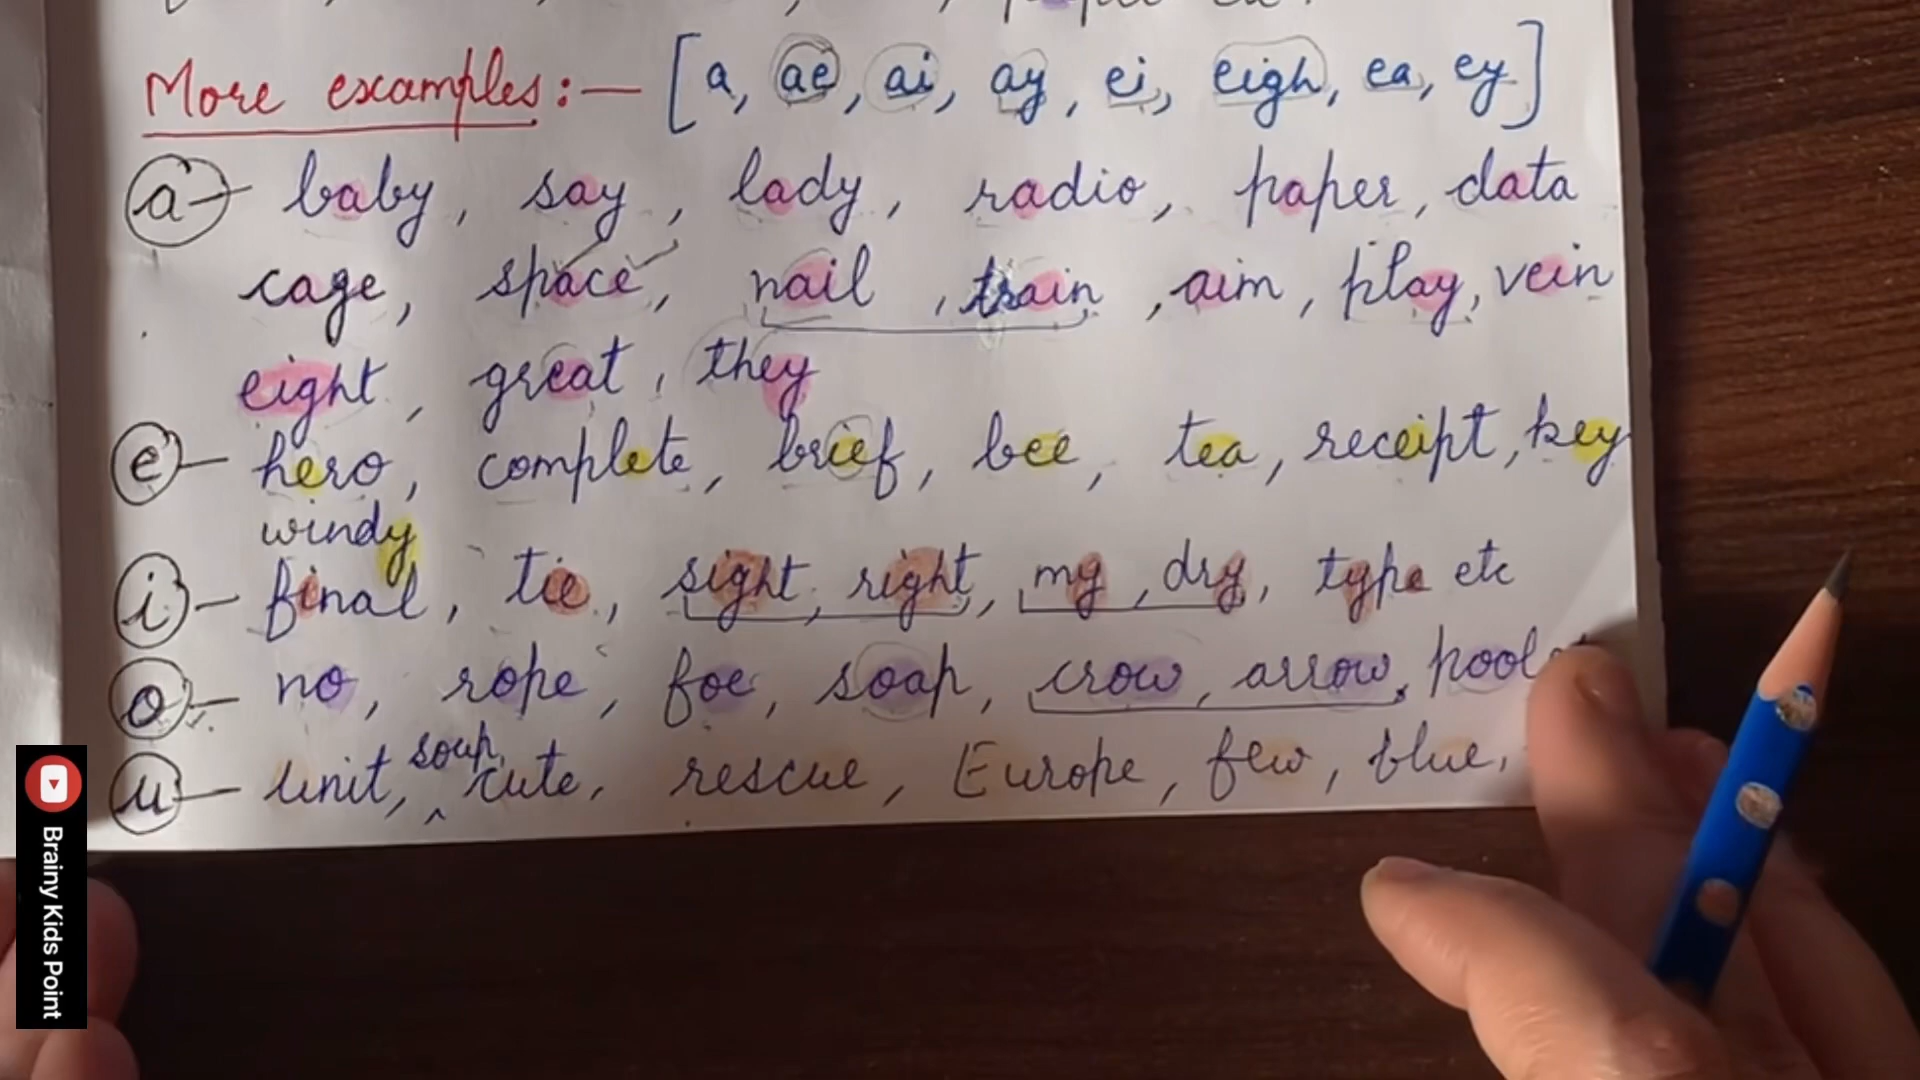 More examples:— [a, ae, ai, ay, ei, eigh, ea, ey]
a — baby, say, lady, radio, paper, data
cage, space, nail, train, aim, play, vein
eight, great, they
e — hero, complete, brief, bee, tea, receipt, key
windy
i — final, tie, sight, right, my, dry, type etc
o — no, rope, foe, soap, crow, arrow, pool
u — unit, soup, cute, rescue, Europe, few, blue,
Brainy Kids Point